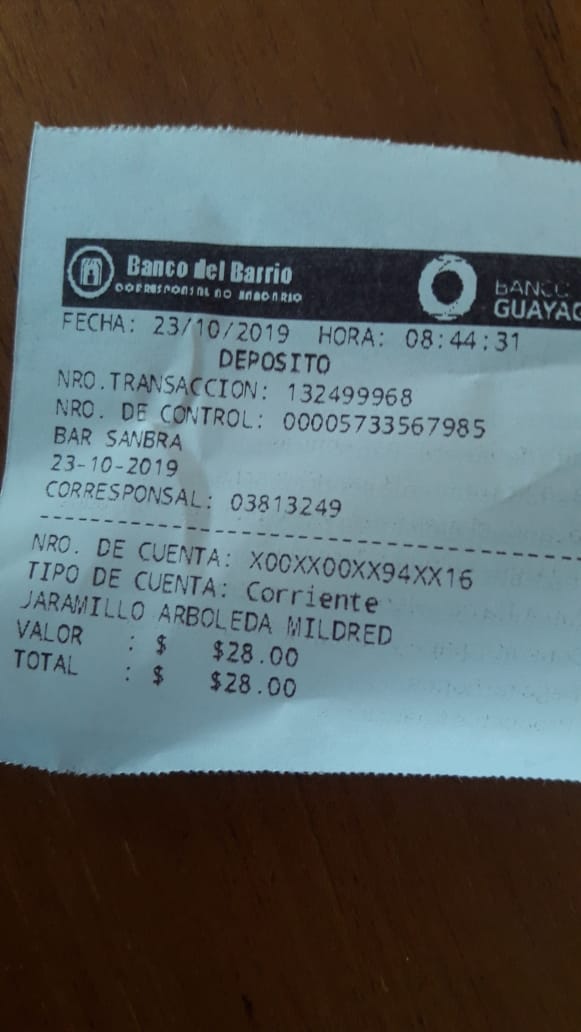 Banco del Barrio
CORRESPONSAL NO BANCARIO
BANCO
GUAYAQ
FECHA: 23/10/2019 HORA: 08:44:31
DEPOSITO
NRO.TRANSACCION: 132499968
NRO. DE CONTROL: 00005733567985
BAR SANBRA
23-10-2019
CORRESPONSAL: 03813249
NRO. DE CUENTA: X00XX00XX94XX16
TIPO DE CUENTA: Corriente
JARAMILLO ARBOLEDA MILDRED
VALOR : $ $28.00
TOTAL : $ $28.00